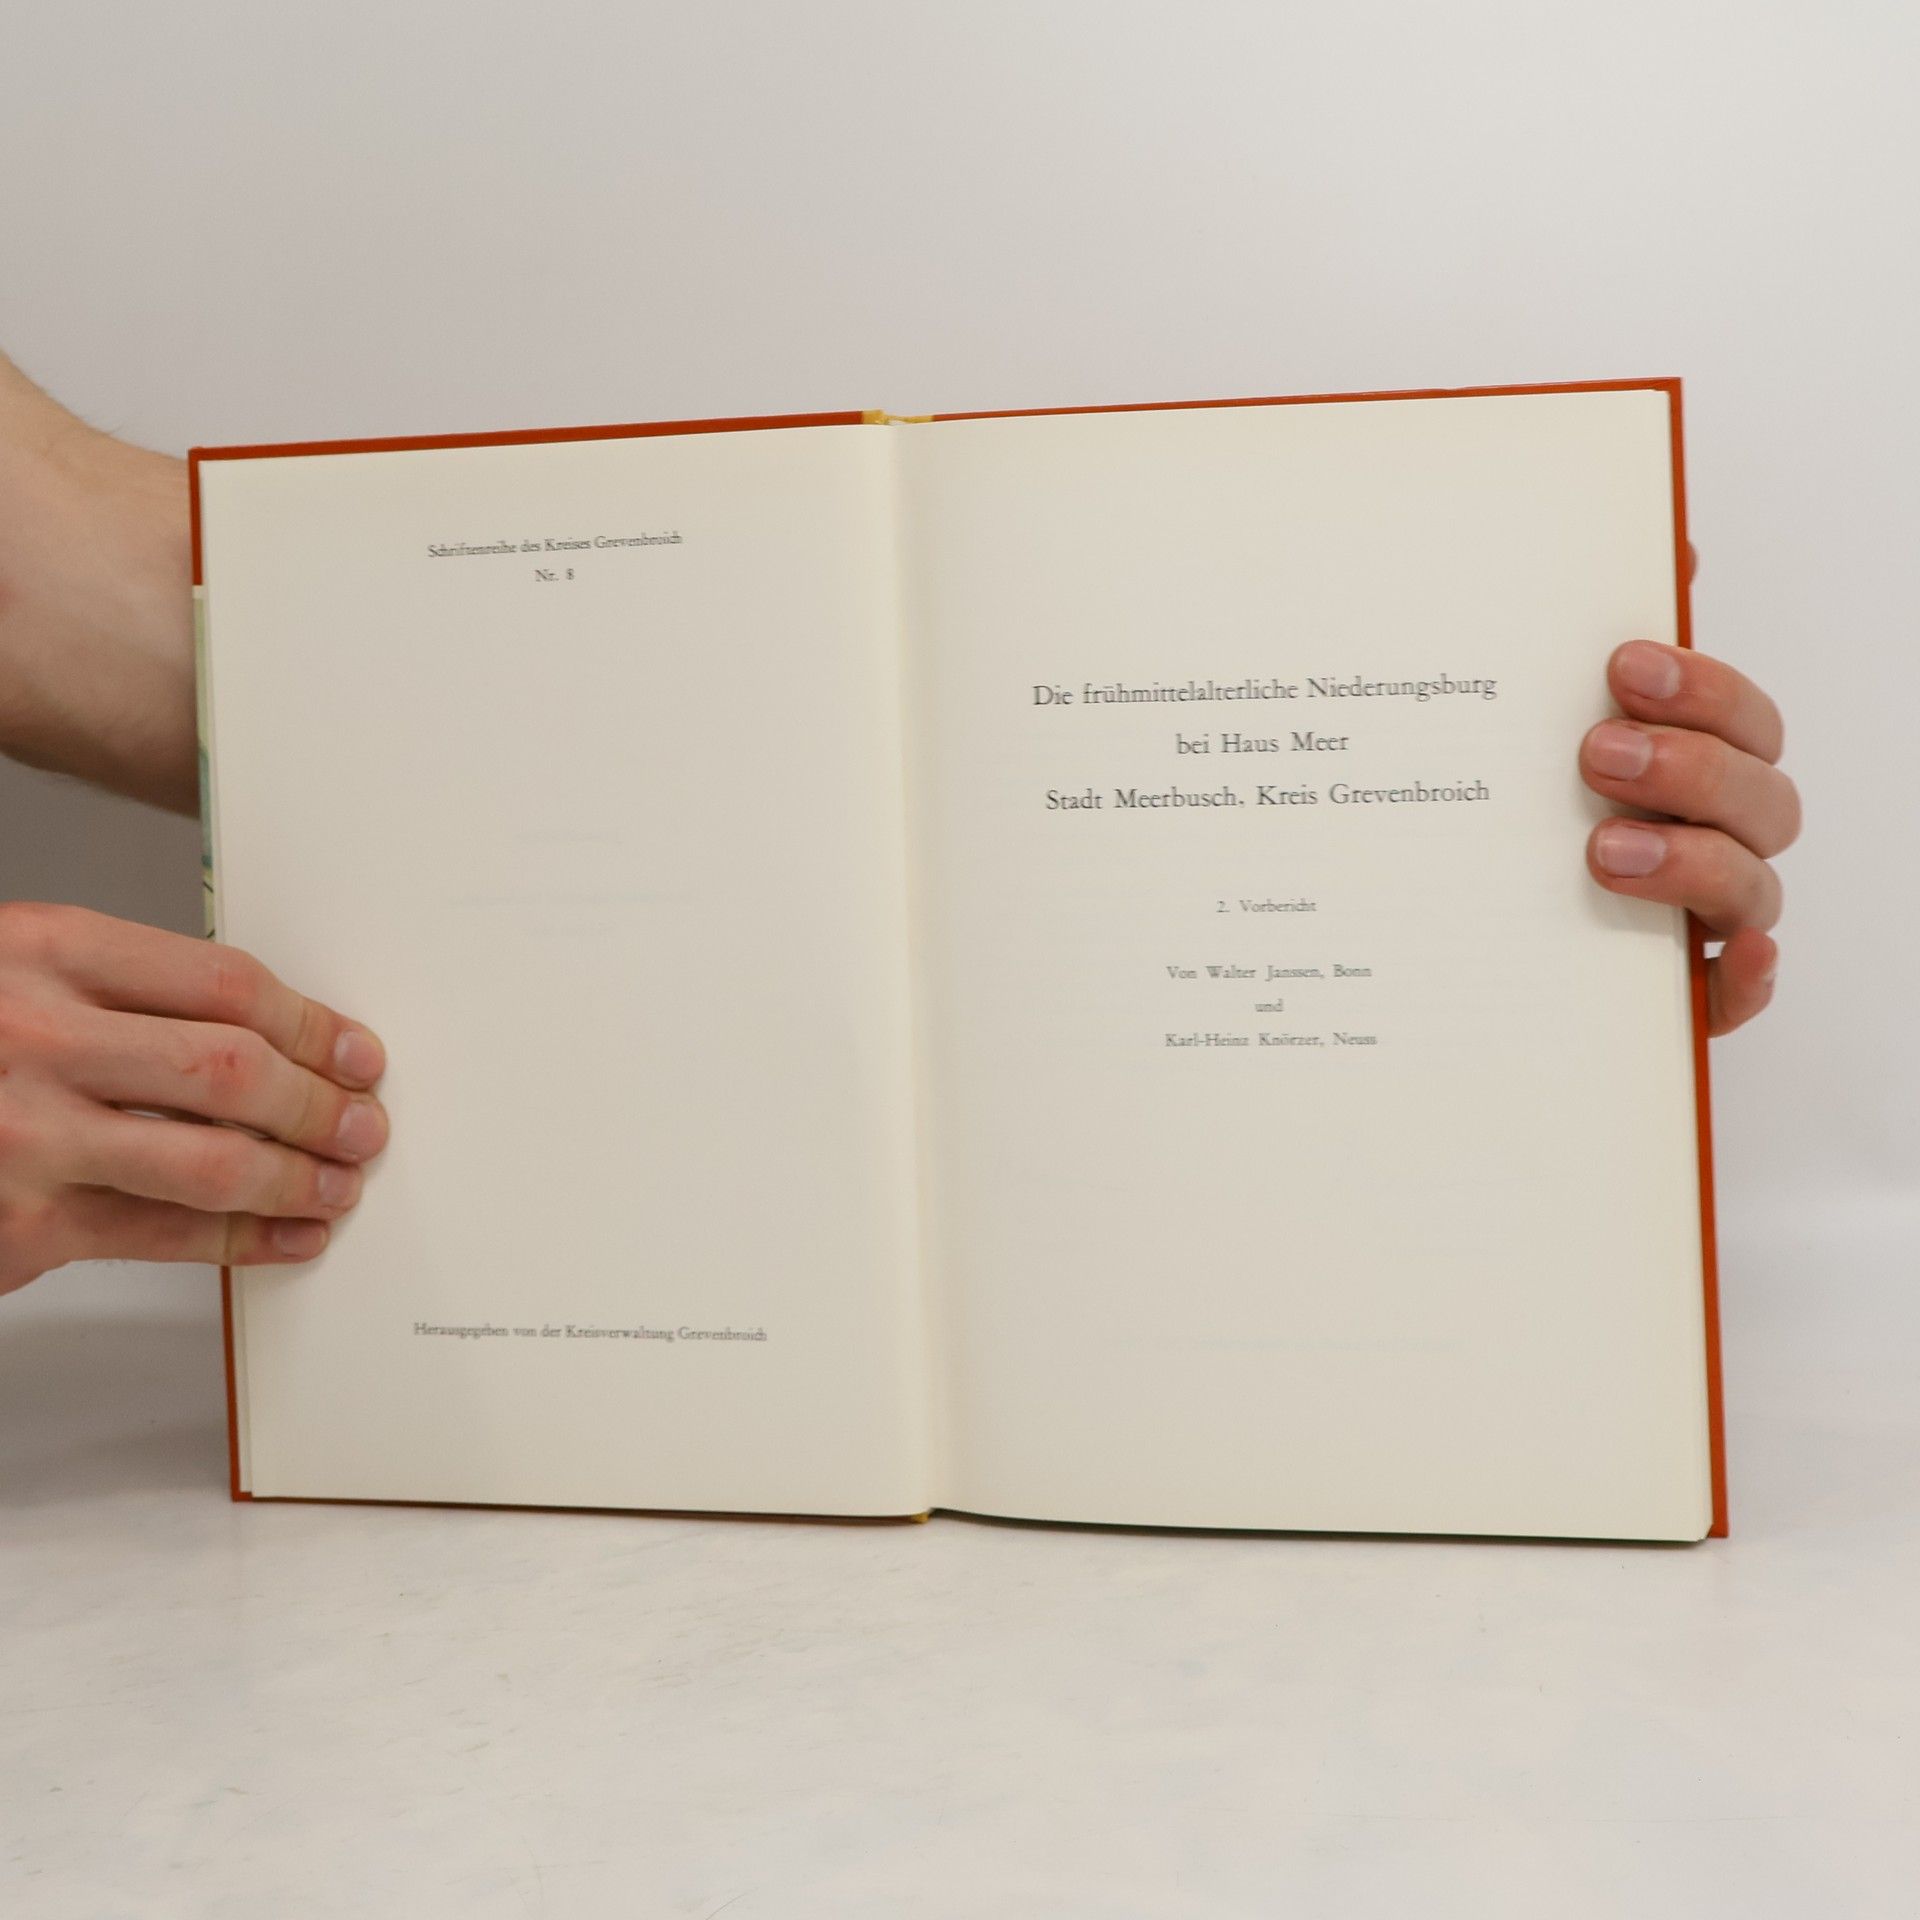 Schriftenreihe des Kreises Grevenbroich
Nr. 8
Herausgegeben von der Kreisverwaltung Grevenbroich
Die frühmittelalterliche Niederungsburg
bei Haus Meer
Stadt Meerbusch, Kreis Grevenbroich
2. Vorbericht
Von Walter Janssen, Bonn
und
Karl-Heinz Knörzer, Neuss